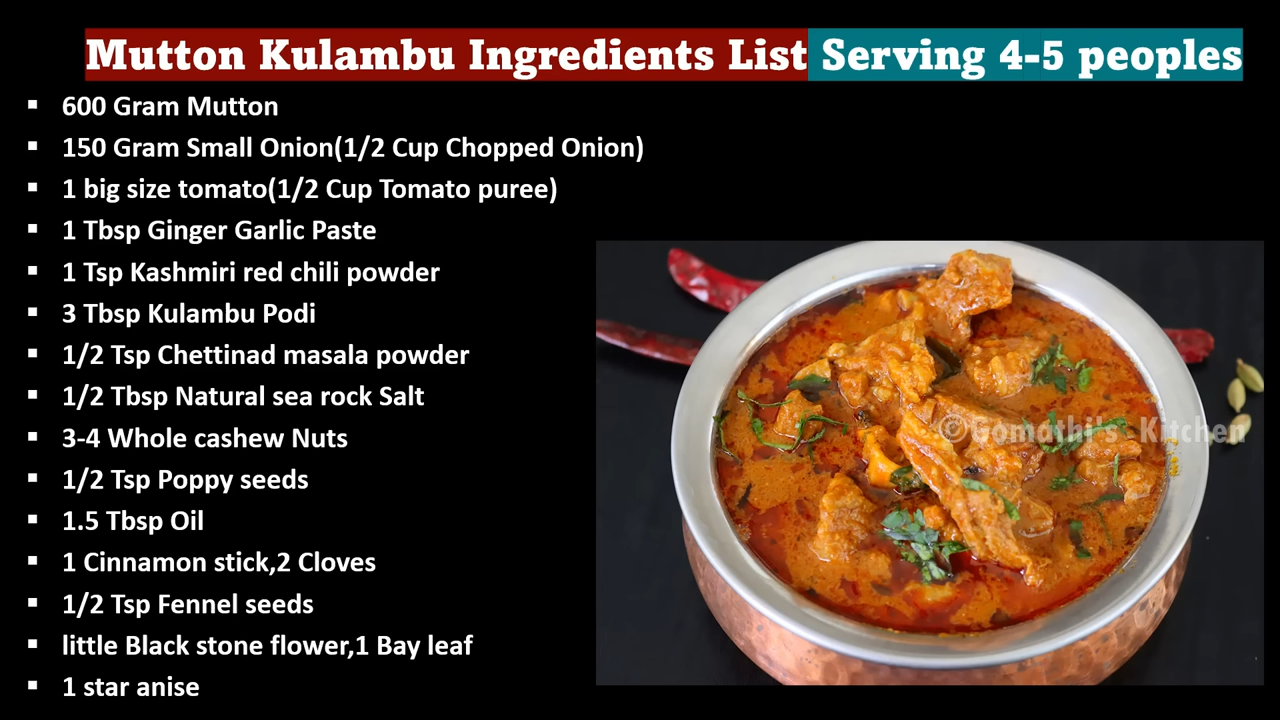 Mutton Kulambu Ingredients List Serving 4-5 peoples
600 Gram Mutton
150 Gram Small Onion(1/2 Cup Chopped Onion)
1 big size tomato(1/2 Cup Tomato puree)
1 Tbsp Ginger Garlic Paste
1 Tsp Kashmiri red chili powder
3 Tbsp Kulambu Podi
1/2 Tsp Chettinad masala powder
1/2 Tbsp Natural sea rock Salt
3-4 Whole cashew Nuts
1/2 Tsp Poppy seeds
1.5 Tbsp Oil
1 Cinnamon stick,2 Cloves
1/2 Tsp Fennel seeds
little Black stone flower,1 Bay leaf
1 star anise
©Gomathi's Kitchen